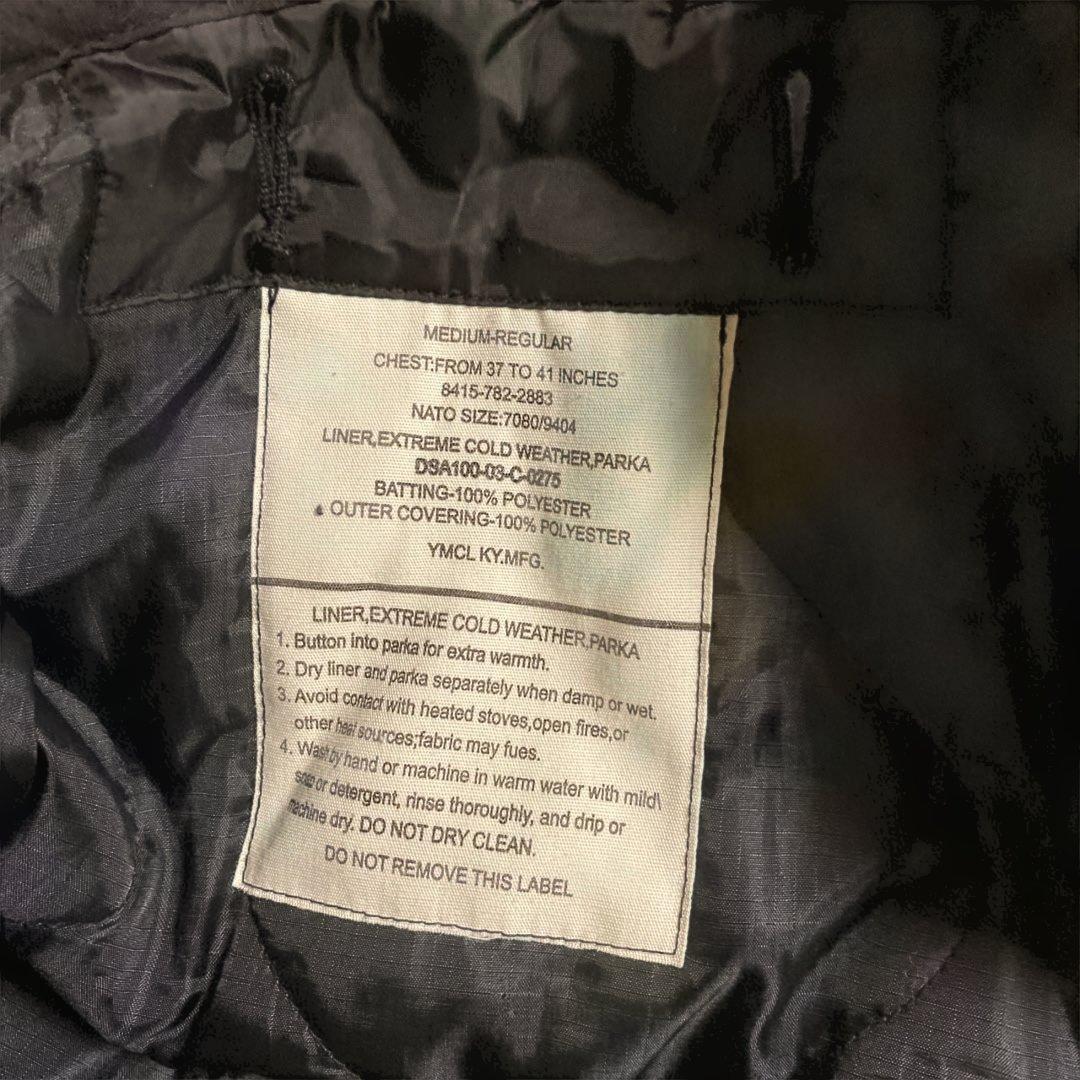 MEDIUM-REGULAR
CHEST:FROM 37 TO 41 INCHES
8415-782-2883
NATO SIZE:7080/9404
LINER,EXTREME COLD WEATHER,PARKA
DSA100-03-C-0275
BATTING-100% POLYESTER
OUTER COVERING-100% POLYESTER
YMCL KY.MFG.
LINER,EXTREME COLD WEATHER,PARKA
1. Button into parka for extra warmth.
2. Dry liner and parka separately when damp or wet.
3. Avoid contact with heated stoves,open fires,or
other heat sources;fabric may fues.
4. Wash by hand or machine in warm water with mild\
soap or detergent, rinse thoroughly, and drip or
machine dry. DO NOT DRY CLEAN.
DO NOT REMOVE THIS LABEL